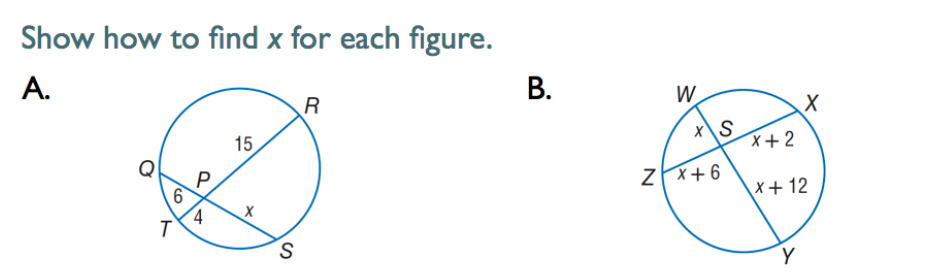 Show how to find x for each figure.
A.
R
15
Q
P
6
4
x
T
S
B.
W
X
x
S
x + 2
Z
x + 6
x + 12
Y